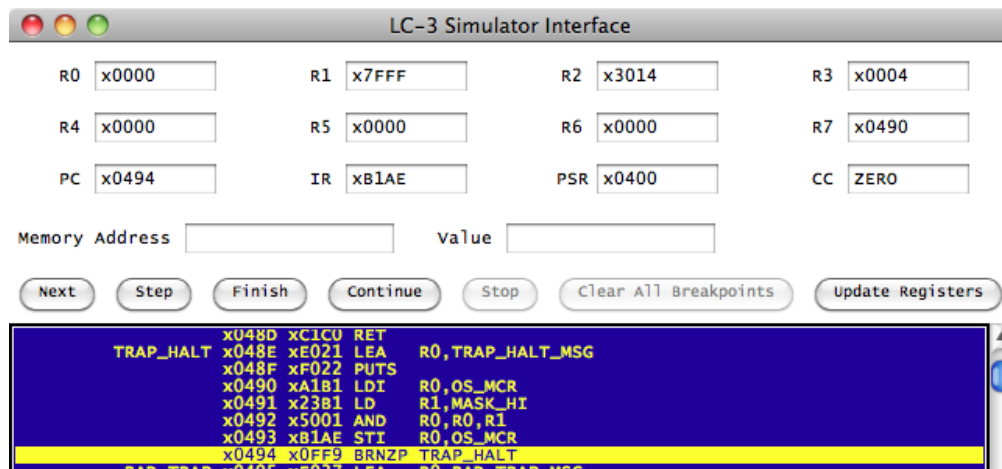 LC-3 Simulator Interface
R0 x0000 R1 x7FFF R2 x3014 R3 x0004
R4 x0000 R5 x0000 R6 x0000 R7 x0490
PC x0494 IR xB1AE PSR x0400 CC ZERO
Memory Address Value
Next Step Finish Continue Stop Clear All Breakpoints Update Registers
x048D xC1C0 RET
TRAP_HALT x048E xE021 LEA R0,TRAP_HALT_MSG
x048F xF022 PUTS
x0490 xA1B1 LDI R0,OS_MCR
x0491 x23B1 LD R1,MASK_HI
x0492 x5001 AND R0,R0,R1
x0493 xB1AE STI R0,OS_MCR
x0494 x0FF9 BRNZP TRAP_HALT